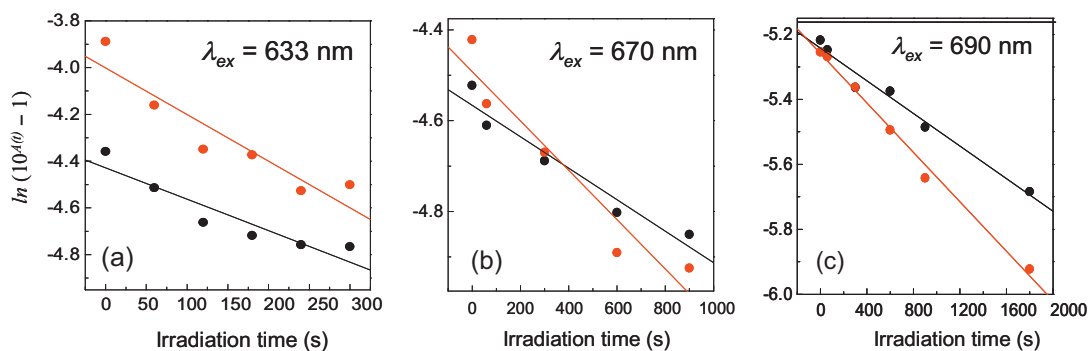 ln (10^A(t) – 1)
-3.8
-4.0
-4.2
-4.4
-4.6
-4.8
λex = 633 nm
(a)
0 50 100 150 200 250 300
Irradiation time (s)
-4.4
-4.6
-4.8
λex = 670 nm
(b)
0 200 400 600 800 1000
Irradiation time (s)
-5.2
-5.4
-5.6
-5.8
-6.0
λex = 690 nm
(c)
0 400 800 1200 1600 2000
Irradiation time (s)